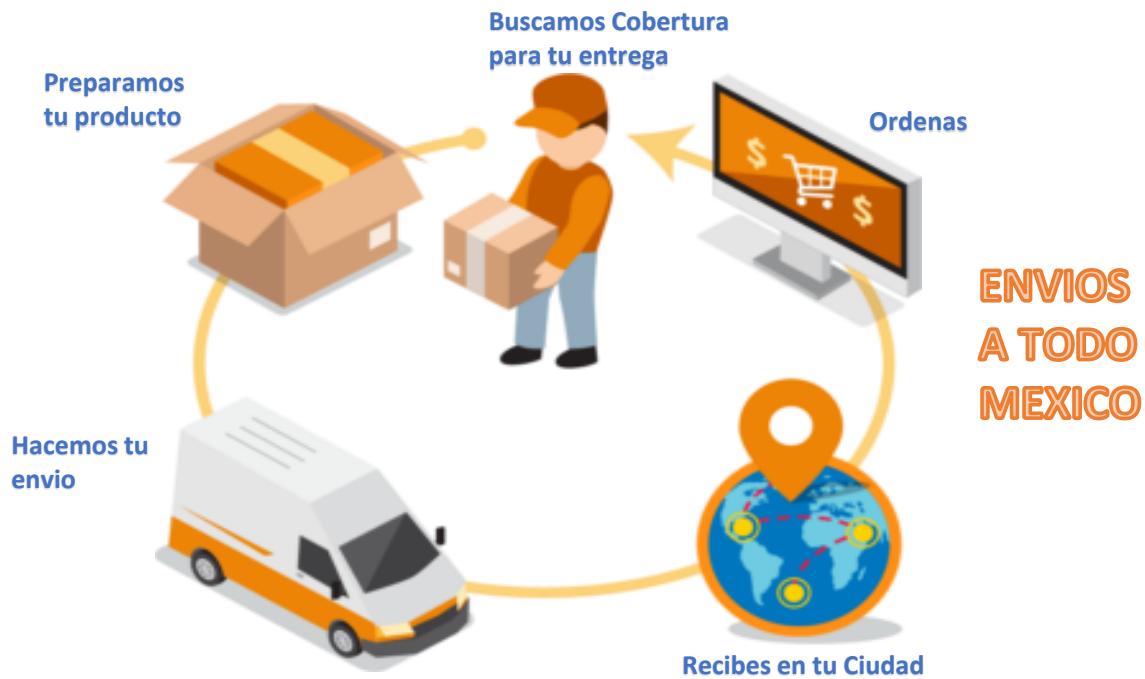 Buscamos Cobertura
para tu entrega
Preparamos
tu producto
Ordenas
$
$
ENVIOS
A TODO
MEXICO
Hacemos tu
envio
Recibes en tu Ciudad